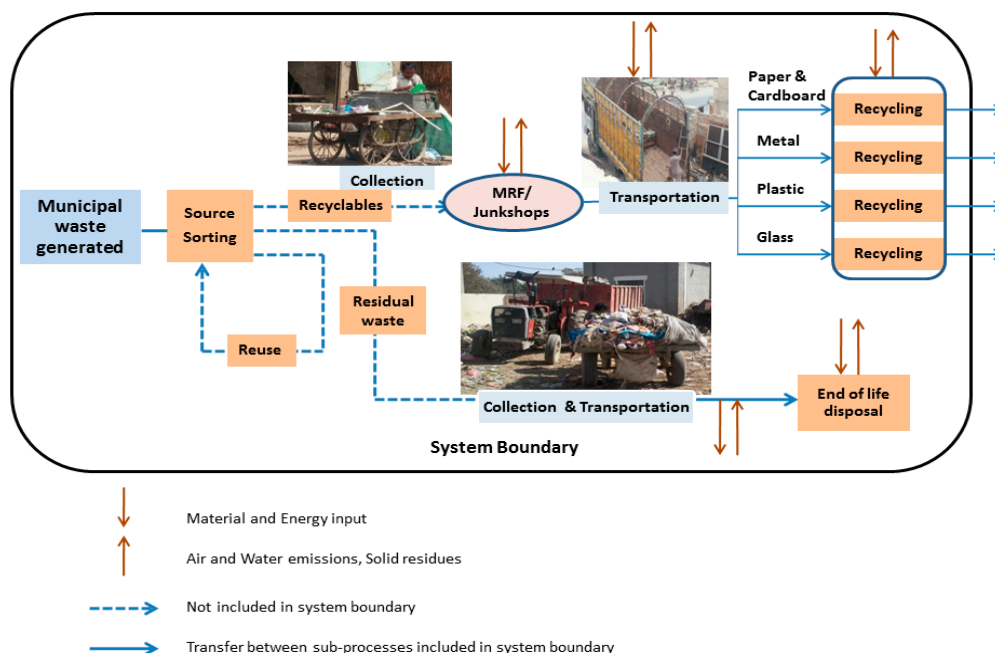 Municipal
waste
generated
Source
Sorting
Recyclables
Collection
MRF/
Junkshops
Transportation
Paper &
Cardboard
Metal
Plastic
Glass
Recycling
Recycling
Recycling
Recycling
Residual
waste
Reuse
Collection & Transportation
End of life
disposal
System Boundary
Material and Energy input
Air and Water emissions, Solid residues
Not included in system boundary
Transfer between sub-processes included in system boundary